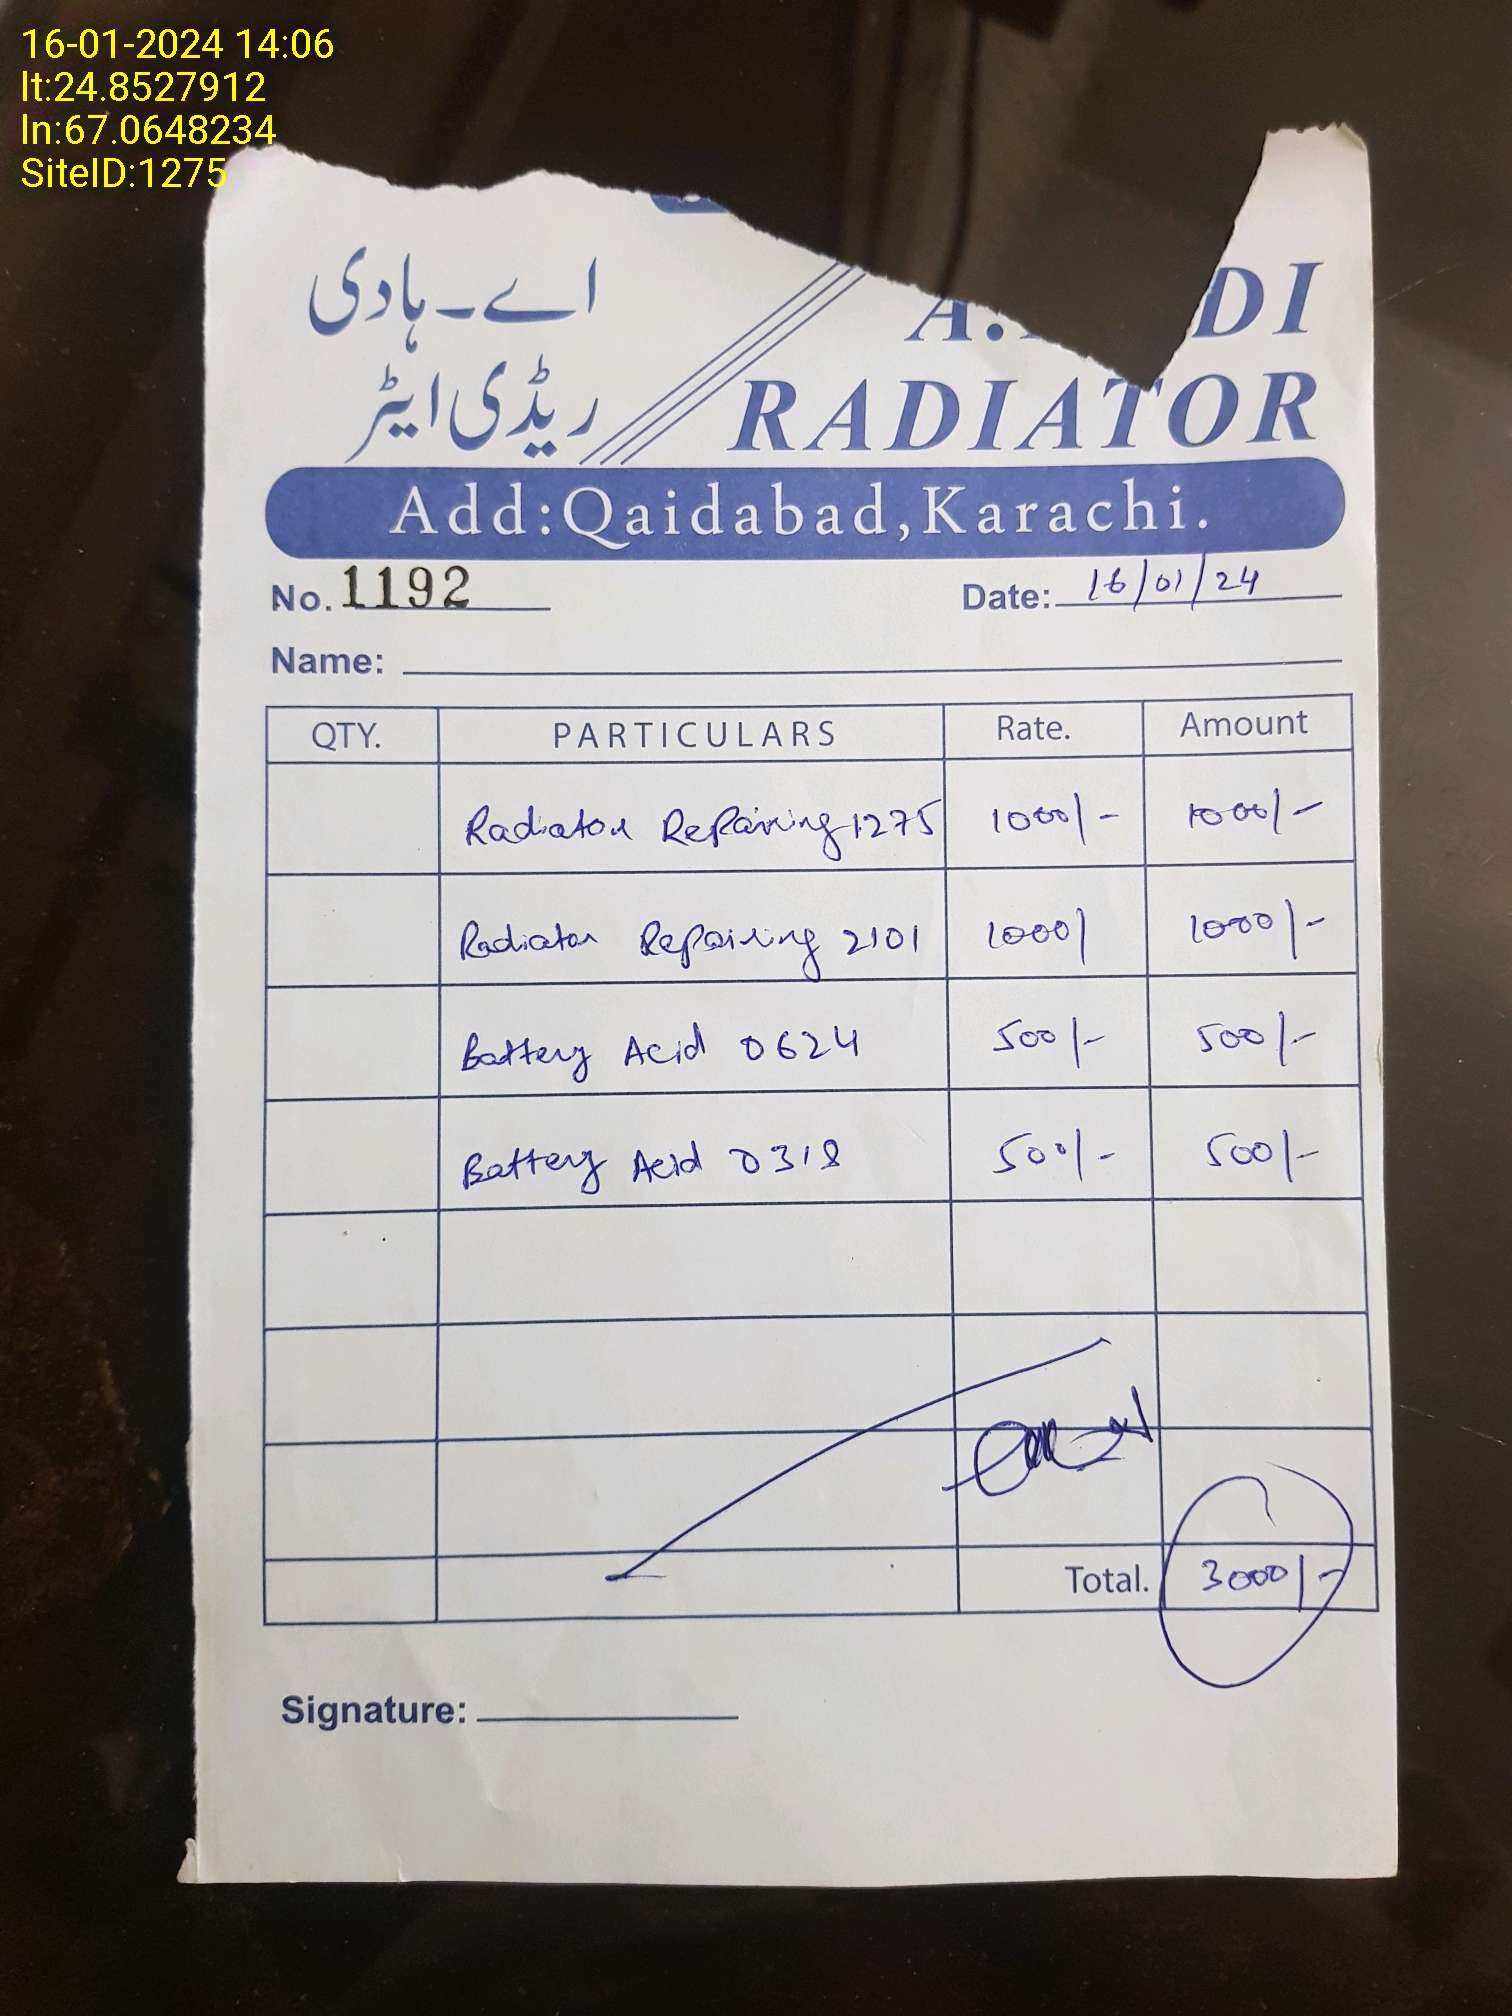 16-01-2024 14:06
lt:24.8527912
ln:67.0648234
SiteID:1275
اے ۔ ہادی
ریڈی ایٹر
A. DI
RADIATOR
Add:Qaidabad,Karachi.
No. 1192 Date: 16/01/24
Name:
QTY. PARTICULARS Rate. Amount
Radiator Repairing 1275 1000/- 1000/-
Radiator Repairing 2101 1000/ 1000/-
Battery Acid 0624 500/- 500/-
Battery Acid 0318 500/- 500/-
Total. 3000/-
Signature: